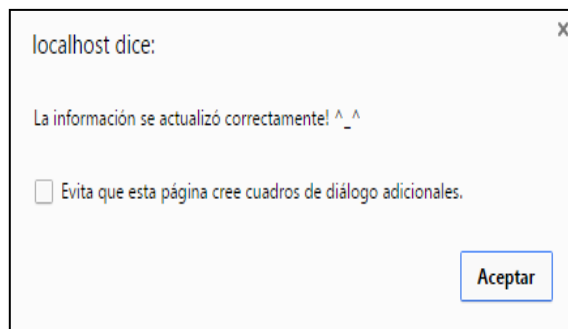 localhost dice:
La información se actualizó correctamente! ^_^
Evita que esta página cree cuadros de diálogo adicionales.
Aceptar